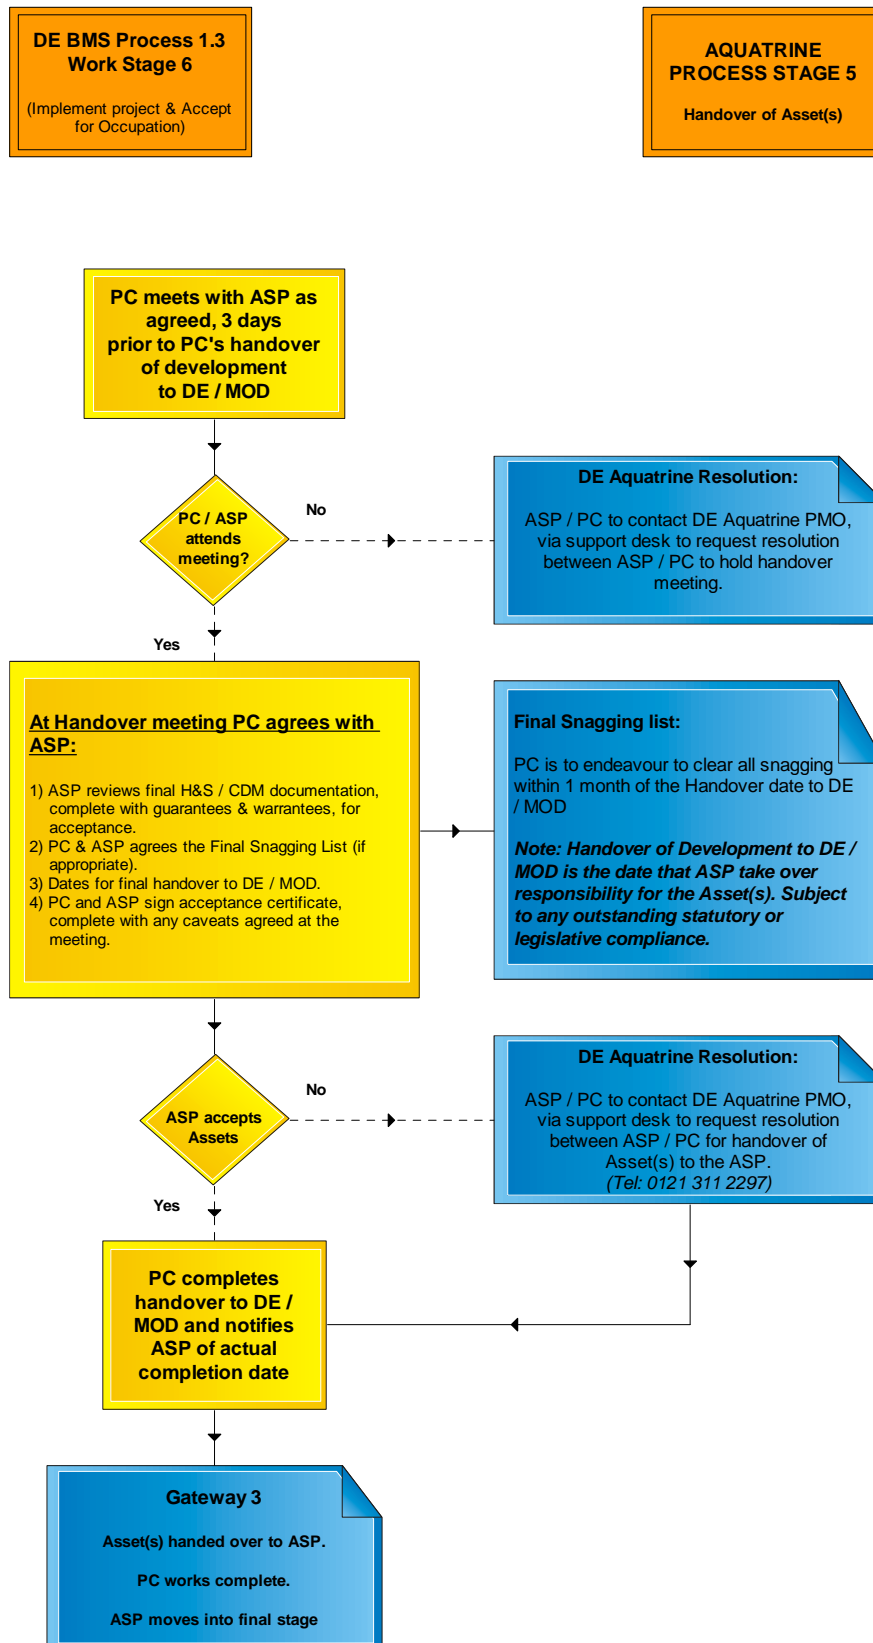 DE BMS Process 1.3
Work Stage 6
(Implement project & Accept
for Occupation)
AQUATRINE
PROCESS STAGE 5
Handover of Asset(s)
PC meets with ASP as
agreed, 3 days
prior to PC's handover
of development
to DE / MOD
PC / ASP
attends
meeting?
No
DE Aquatrine Resolution:
ASP / PC to contact DE Aquatrine PMO,
via support desk to request resolution
between ASP / PC to hold handover
meeting.
Yes
At Handover meeting PC agrees with
ASP:
1) ASP reviews final H&S / CDM documentation,
complete with guarantees & warrantes, for
acceptance.
2) PC & ASP agrees the Final Snagging List (if
appropriate).
3) Dates for final handover to DE / MOD.
4) PC and ASP sign acceptance certificate,
complete with any caveats agreed at the
meeting.
Final Snagging list:
PC is to endeavour to clear all snagging
within 1 month of the Handover date to DE
/ MOD
Note: Handover of Development to DE /
MOD is the date that ASP take over
responsibility for the Asset(s). Subject
to any outstanding statutory or
legislative compliance.
ASP accepts
Assets
No
DE Aquatrine Resolution:
ASP / PC to contact DE Aquatrine PMO,
via support desk to request resolution
between ASP / PC for handover of
Asset(s) to the ASP.
(Tel: 0121 311 2297)
Yes
PC completes
handover to DE /
MOD and notifies
ASP of actual
completion date
Gateway 3
Asset(s) handed over to ASP.
PC works complete.
ASP moves into final stage